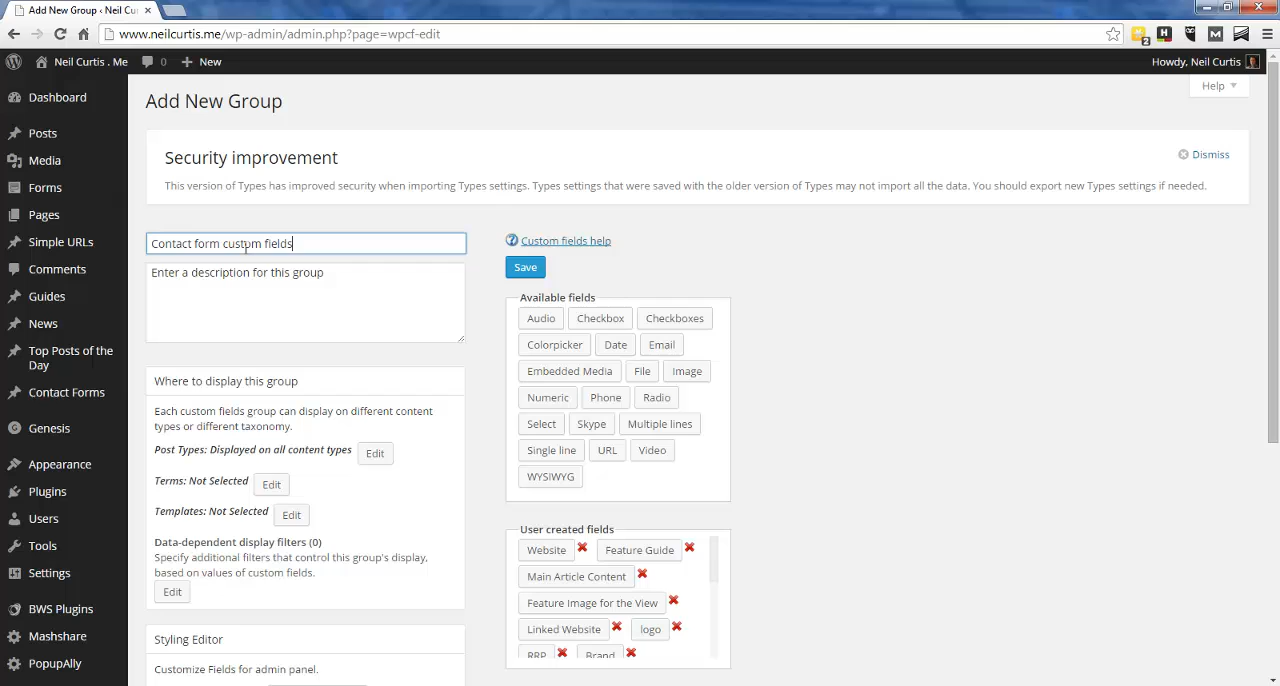 Add New Group ‹ Neil Cur
www.neilcurtis.me/wp-admin/admin.php?page=wpcf-edit
2
Neil Curtis . Me
0
New
Howdy, Neil Curtis
Help
Dashboard
Posts
Media
Forms
Pages
Simple URLs
Comments
Guides
News
Top Posts of the
Day
Contact Forms
Genesis
Appearance
Plugins
Users
Tools
Settings
BWS Plugins
Mashshare
PopupAlly
Add New Group
Security improvement
Dismiss
This version of Types has improved security when importing Types settings. Types settings that were saved with the older version of Types may not import all the data. You should export new Types settings if needed.
Contact form custom fields
Enter a description for this group
Where to display this group
Each custom fields group can display on different content
types or different taxonomy.
Post Types: Displayed on all content types Edit
Terms: Not Selected Edit
Templates: Not Selected Edit
Data-dependent display filters (0)
Specify additional filters that control this group's display,
based on values of custom fields.
Edit
Styling Editor
Customize Fields for admin panel.
Custom fields help
Save
Available fields
Audio Checkbox Checkboxes
Colorpicker Date Email
Embedded Media File Image
Numeric Phone Radio
Select Skype Multiple lines
Single line URL Video
WYSIWYG
User created fields
Website Feature Guide
Main Article Content
Feature Image for the View
Linked Website logo
RRP Brand